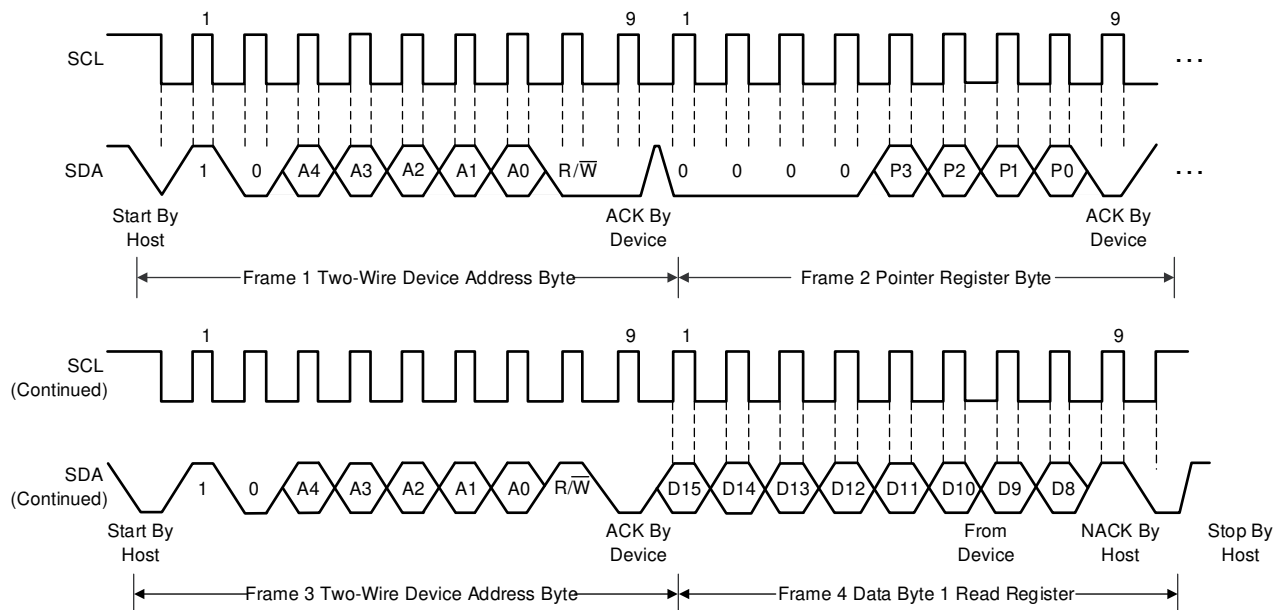 1 9 1 9
SCL ...
SDA 1 0 A4 A3 A2 A1 A0 R/W̅ 0 0 0 0 P3 P2 P1 P0 ...
Start By ACK By ACK By
Host Device Device
Frame 1 Two-Wire Device Address Byte Frame 2 Pointer Register Byte
1 9 1 9
SCL
(Continued)
SDA
(Continued) 1 0 A4 A3 A2 A1 A0 R/W̅ D15 D14 D13 D12 D11 D10 D9 D8
Start By ACK By From NACK By Stop By
Host Device Device Host Host
Frame 3 Two-Wire Device Address Byte Frame 4 Data Byte 1 Read Register